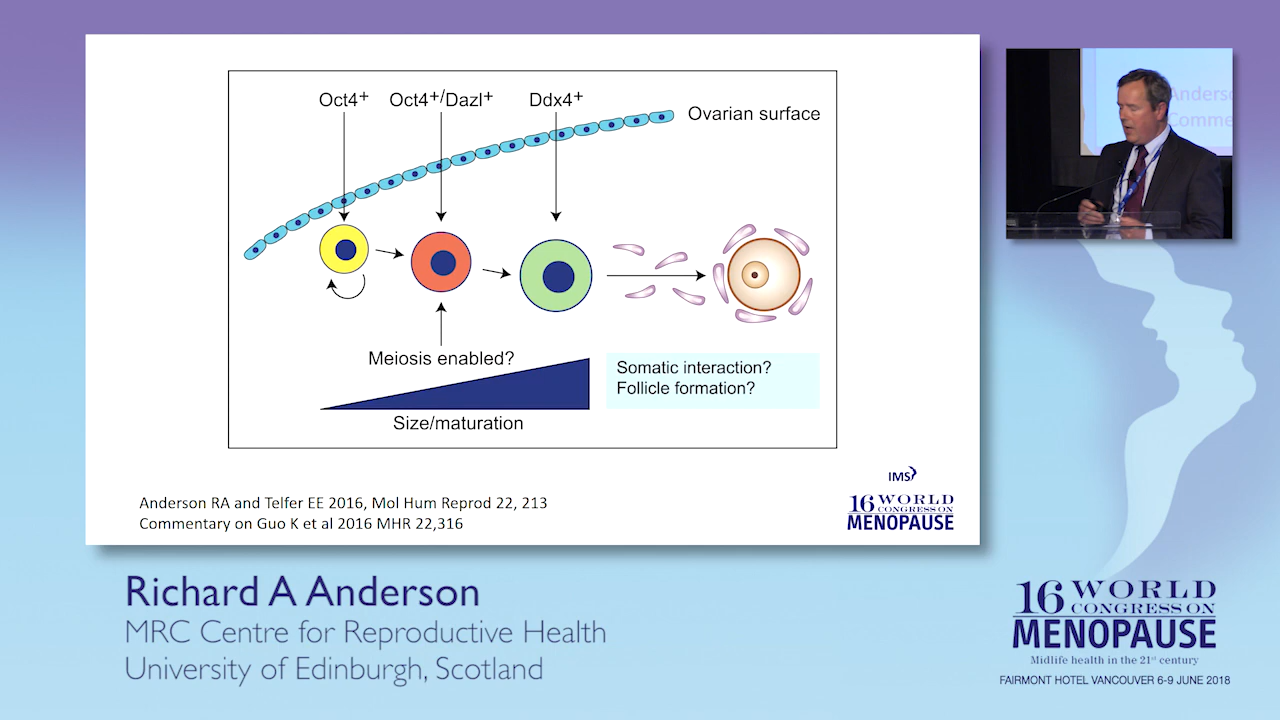 Oct4+
Oct4+/Dazl+
Ddx4+
Ovarian surface
Meiosis enabled?
Size/maturation
Somatic interaction?
Follicle formation?
Anderson RA and Telfer EE 2016, Mol Hum Reprod 22, 213
Commentary on Guo K et al 2016 MHR 22,316
IMS
16 WORLD
CONGRESS ON
MENOPAUSE
Anders
Comme
Richard A Anderson
MRC Centre for Reproductive Health
University of Edinburgh, Scotland
16 WORLD
CONGRESS ON
MENOPAUSE
Midlife health in the 21st century
FAIRMONT HOTEL VANCOUVER 6-9 JUNE 2018